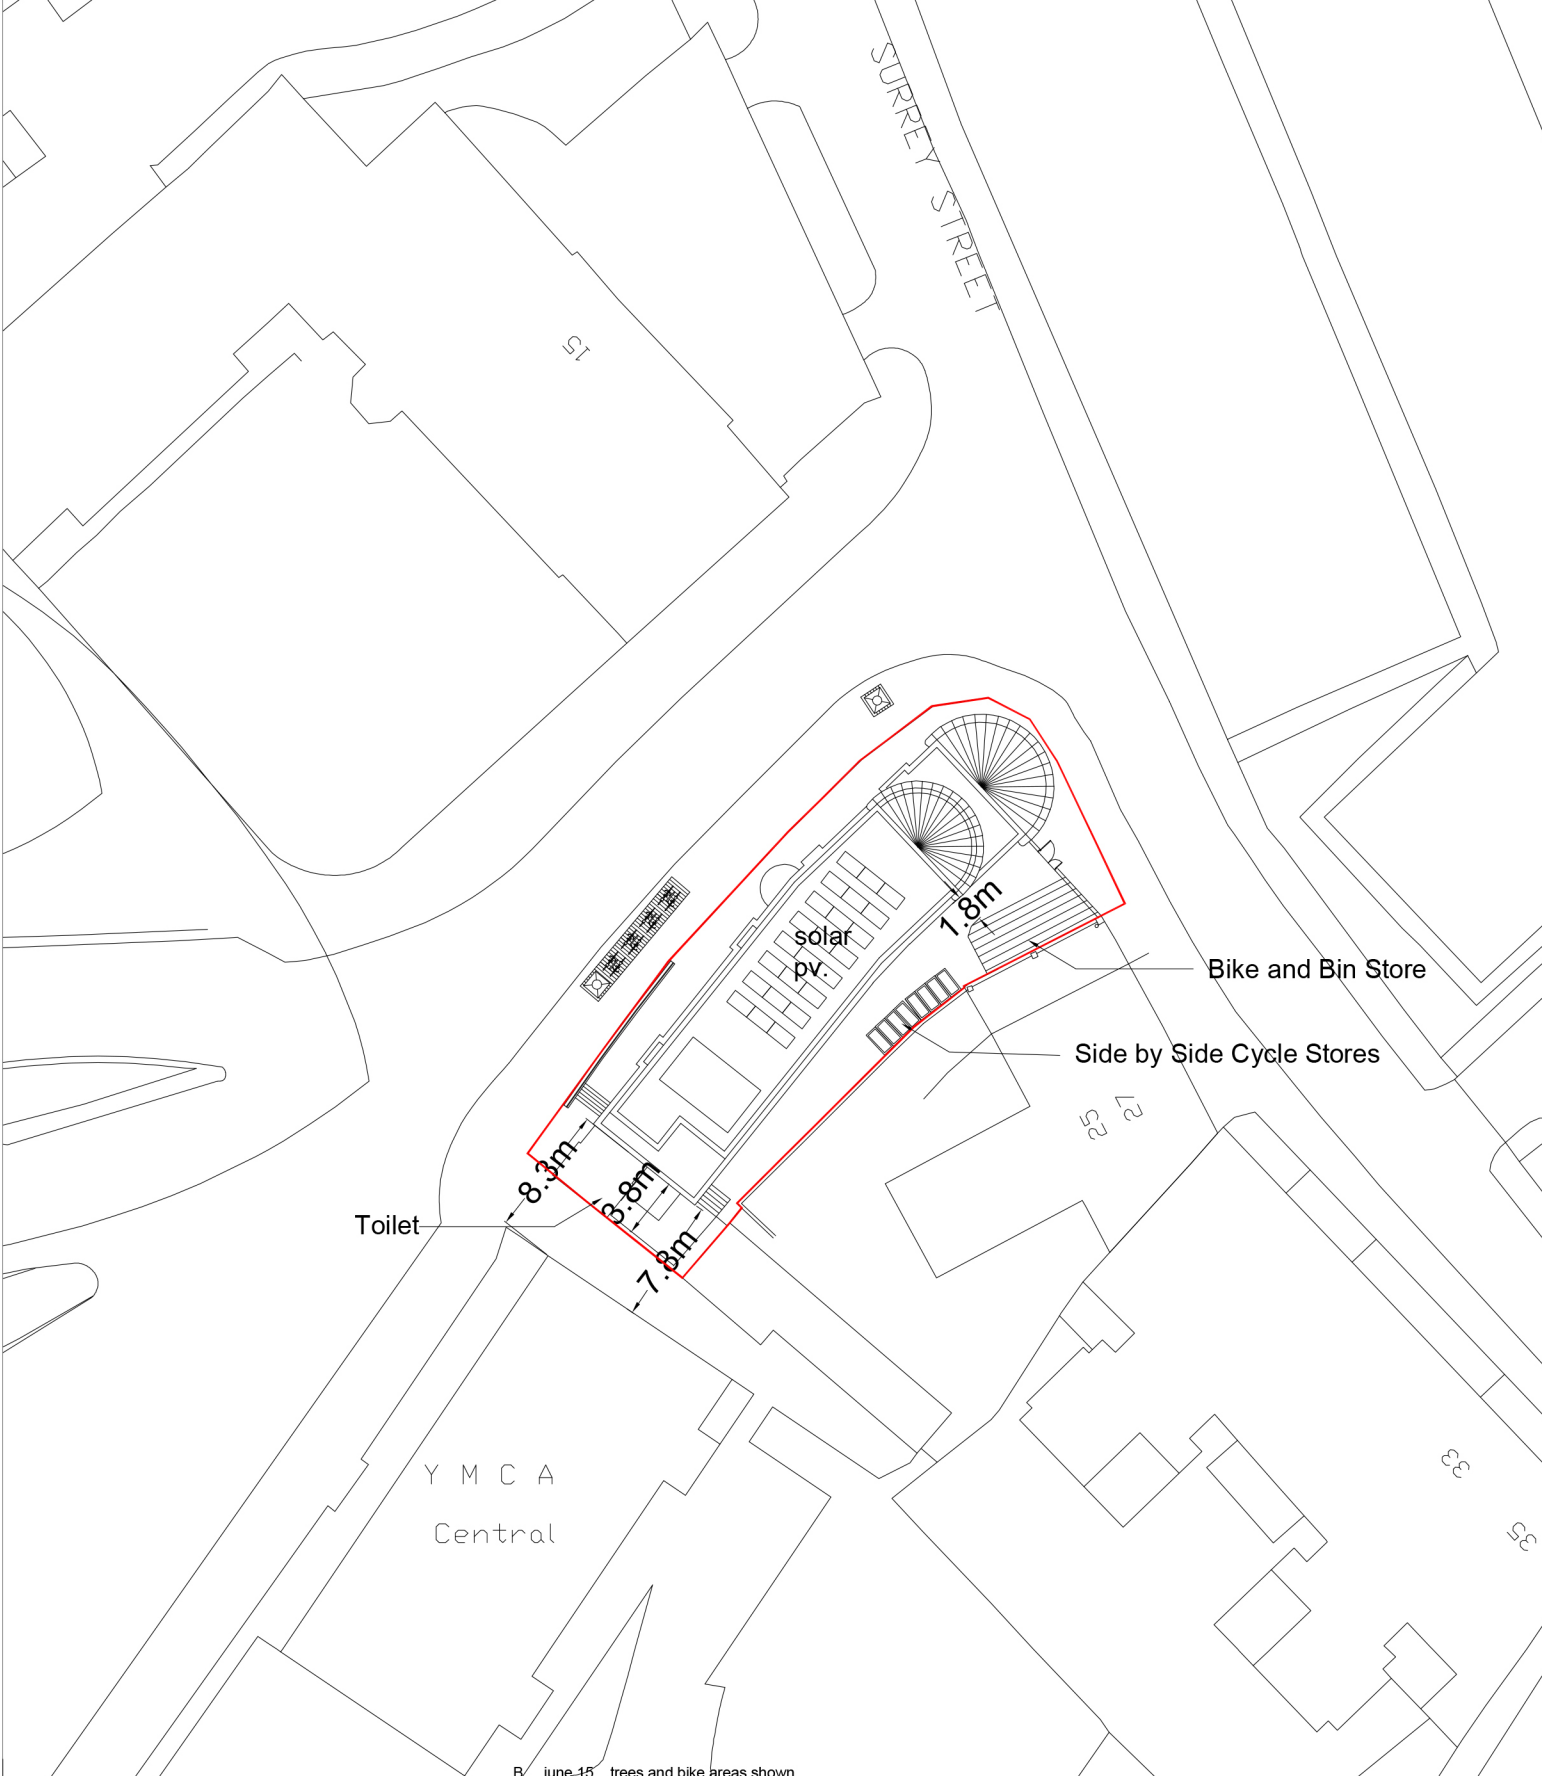 SURREY STREET
15
1.8m
solar
pv.
Bike and Bin Store
Side by Side Cycle Stores
27
25
8.3m
3.8m
Toilet
7.8m
Y M C A
Central
33
35
B june 15 trees and bike areas shown